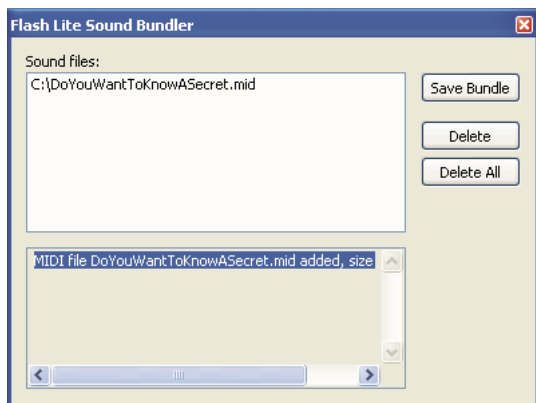 Flash Lite Sound Bundler
Sound files:
C:\DoYouWantToKnowASecret.mid
Save Bundle
Delete
Delete All
MIDI file DoYouWantToKnowASecret.mid added, size